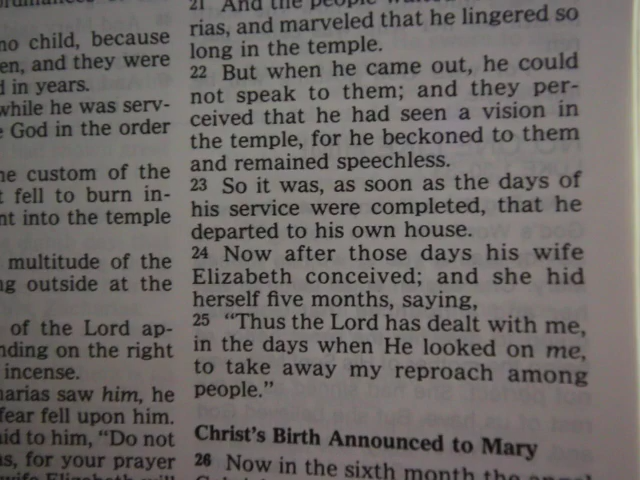 no child, because
en, and they were
d in years.
while he was serv-
e God in the order
ne custom of the
t fell to burn in-
nt into the temple
multitude of the
ng outside at the
of the Lord ap-
nding on the right
incense.
harias saw him, he
fear fell upon him.
aid to him, "Do not
as, for your prayer
21 And the people
rias, and marveled that he lingered so
long in the temple.
22 But when he came out, he could
not speak to them; and they per-
ceived that he had seen a vision in
the temple, for he beckoned to them
and remained speechless.
23 So it was, as soon as the days of
his service were completed, that he
departed to his own house.
24 Now after those days his wife
Elizabeth conceived; and she hid
herself five months, saying,
25 "Thus the Lord has dealt with me,
in the days when He looked on me,
to take away my reproach among
people."
Christ's Birth Announced to Mary
26 Now in the sixth month the angel